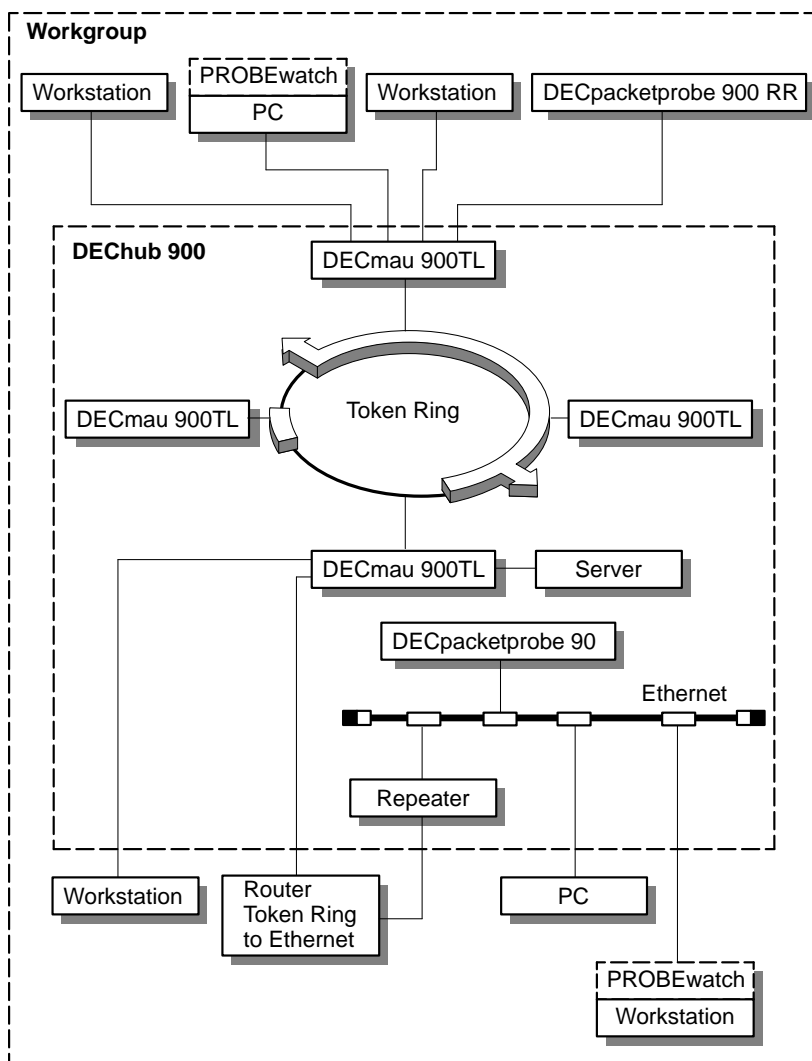 Workgroup
PROBEwatch
Workstation
PC
Workstation
DECpacketprobe 900 RR
DEChub 900
DECmau 900TL
Token Ring
DECmau 900TL
DECmau 900TL
DECmau 900TL
Server
DECpacketprobe 90
Ethernet
Repeater
Workstation
Router
Token Ring
to Ethernet
PC
PROBEwatch
Workstation